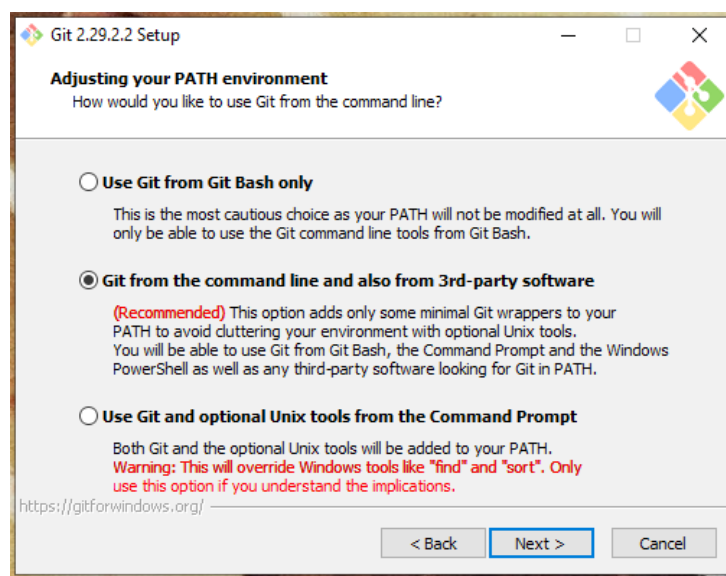 Git 2.29.2.2 Setup
Adjusting your PATH environment
How would you like to use Git from the command line?
Use Git from Git Bash only
This is the most cautious choice as your PATH will not be modified at all. You will
only be able to use the Git command line tools from Git Bash.
Git from the command line and also from 3rd-party software
(Recommended) This option adds only some minimal Git wrappers to your
PATH to avoid cluttering your environment with optional Unix tools.
You will be able to use Git from Git Bash, the Command Prompt and the Windows
PowerShell as well as any third-party software looking for Git in PATH.
Use Git and optional Unix tools from the Command Prompt
Both Git and the optional Unix tools will be added to your PATH.
Warning: This will override Windows tools like "find" and "sort". Only
use this option if you understand the implications.
https://gitforwindows.org/
< Back Next > Cancel